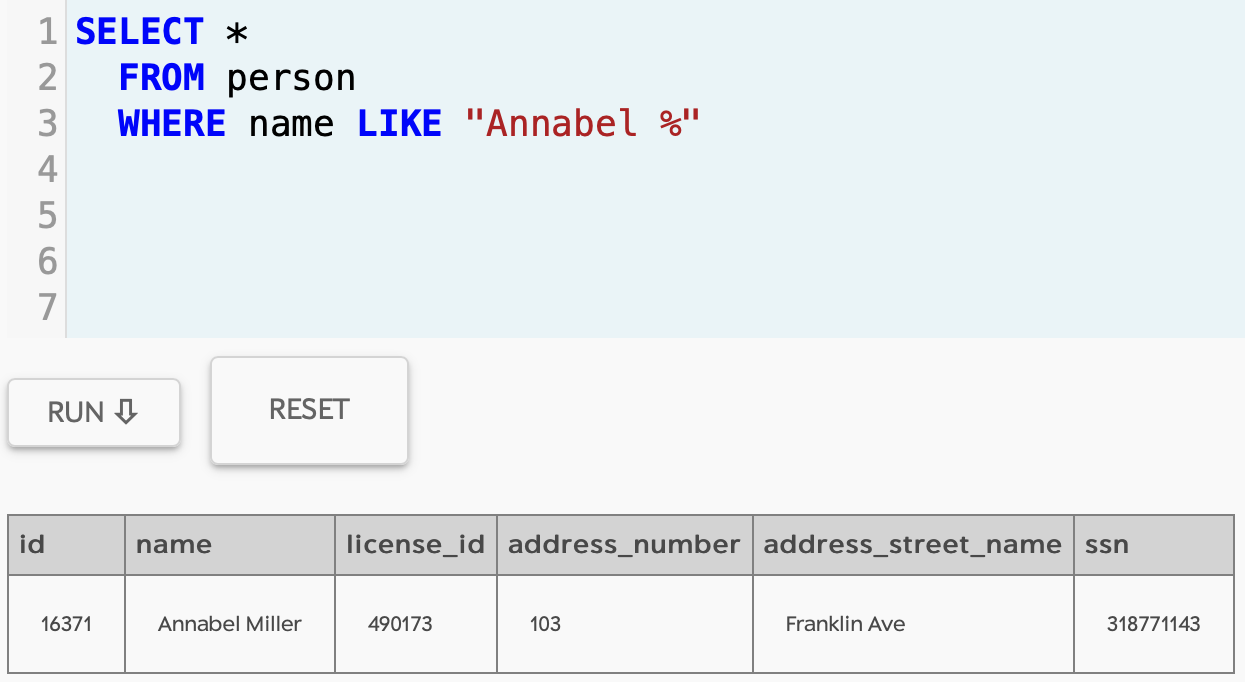 1 SELECT *
2 FROM person
3 WHERE name LIKE "Annabel %"
4
5
6
7
RUN ⇩ RESET
id name license_id address_number address_street_name ssn
16371 Annabel Miller 490173 103 Franklin Ave 318771143